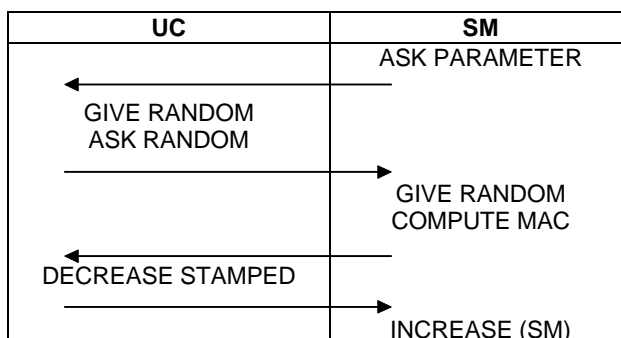 UC SM
ASK PARAMETER
GIVE RANDOM
ASK RANDOM
GIVE RANDOM
COMPUTE MAC
DECREASE STAMPED
INCREASE (SM)